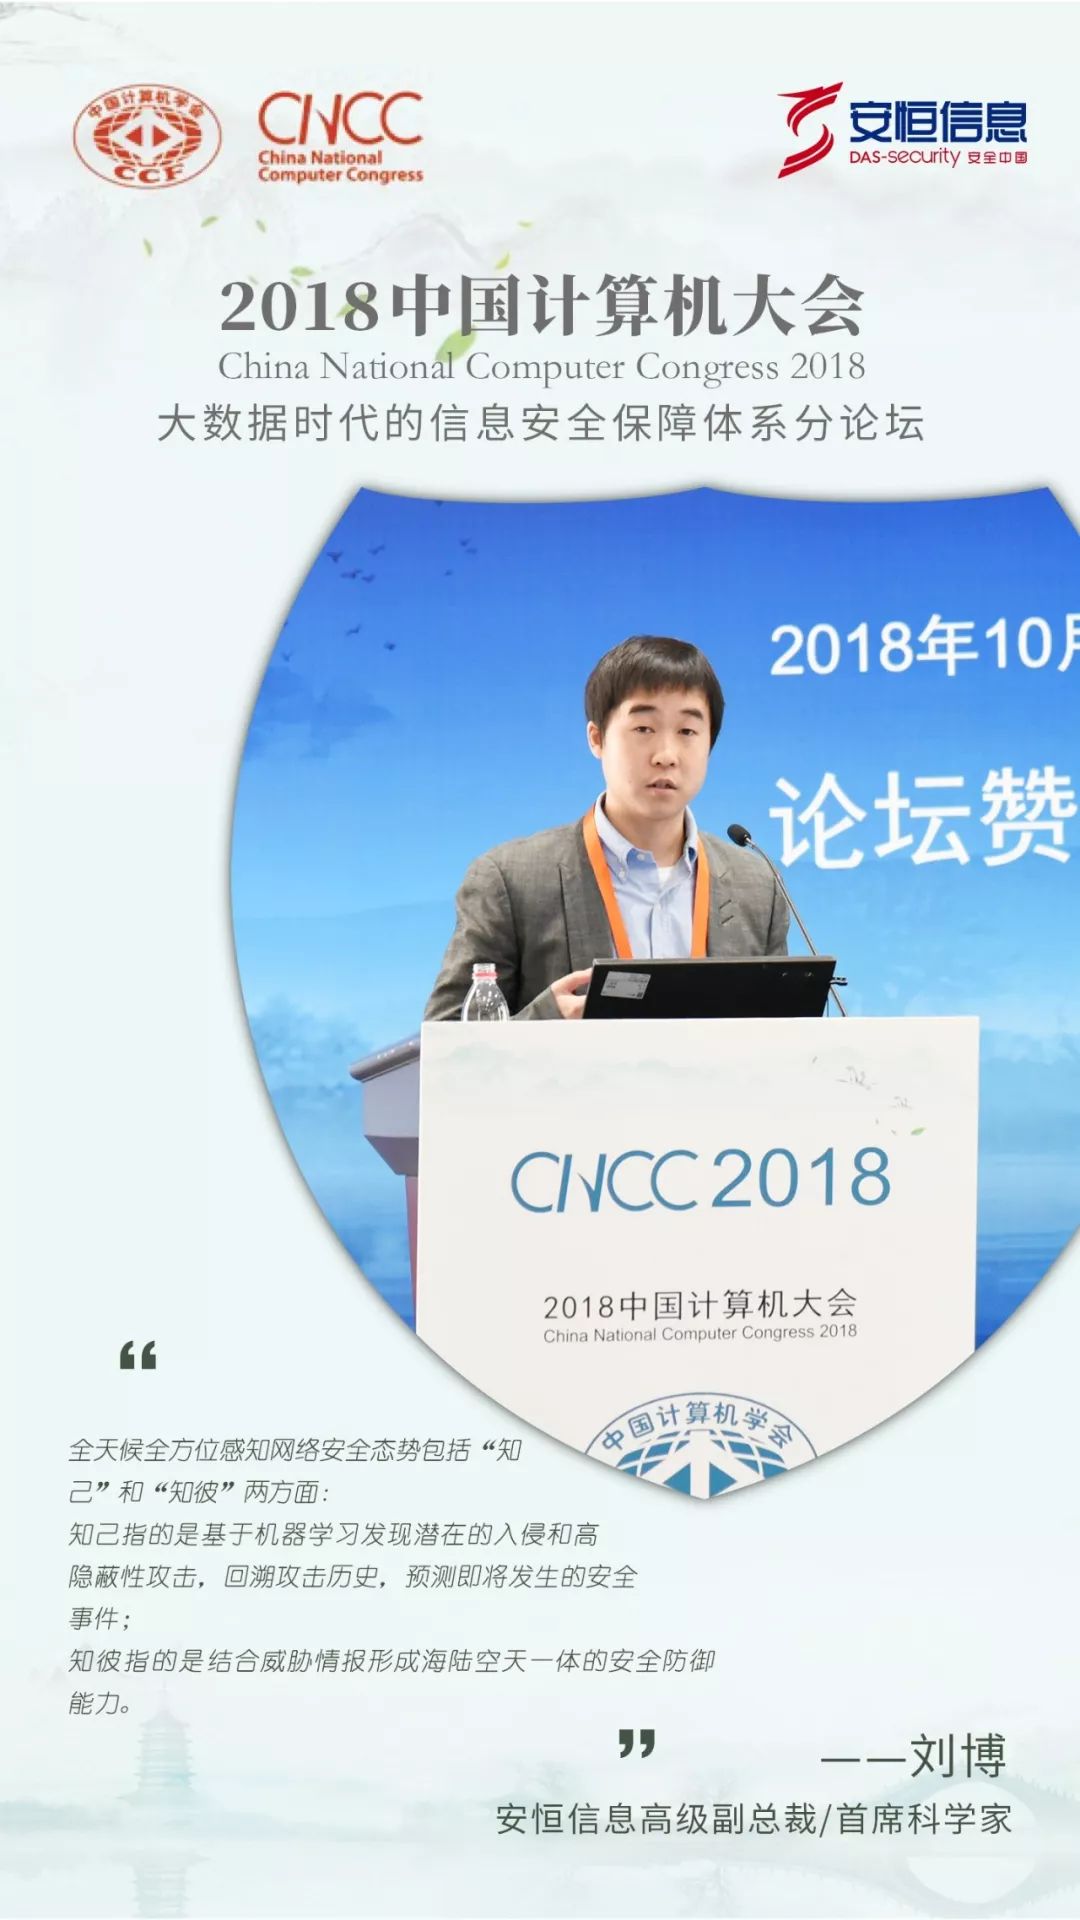 中国计算机学会
CCF
CNCC
China National
Computer Congress
安恒信息
DAS-security 安全中国
2018中国计算机大会
China National Computer Congress 2018
大数据时代的信息安全保障体系分论坛
2018年10月
论坛赞
CNCC 2018
2018中国计算机大会
China National Computer Congress 2018
中国计算机学会
“
全天候全方位感知网络安全态势包括“知
己”和“知彼”两方面：
知己指的是基于机器学习发现潜在的入侵和高
隐蔽性攻击，回溯攻击历史，预测即将发生的安全
事件；
知彼指的是结合威胁情报形成海陆空天一体的安全防御
能力。
”
——刘博
安恒信息高级副总裁/首席科学家